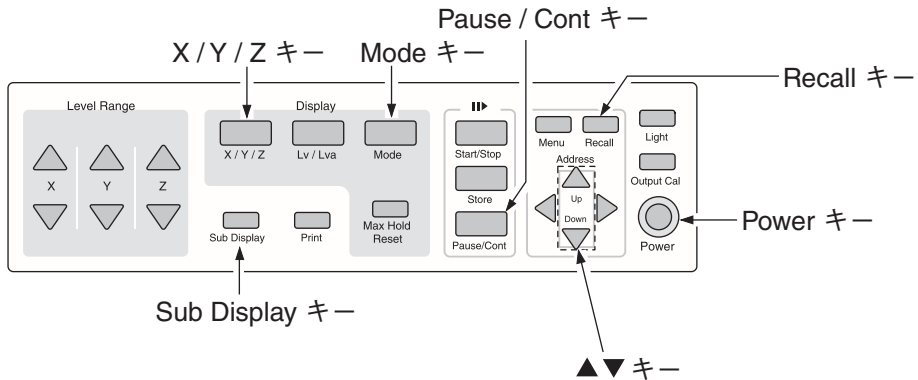 Pause / Cont キー
X / Y / Z キー
Mode キー
Recall キー
Level Range
X
Y
Z
Display
X / Y / Z
Lv / Lva
Mode
Sub Display
Print
Max Hold
Reset
Start/Stop
Store
Pause/Cont
Menu
Recall
Address
Up
Down
Light
Output Cal
Power
Power キー
Sub Display キー
▲▼ キー